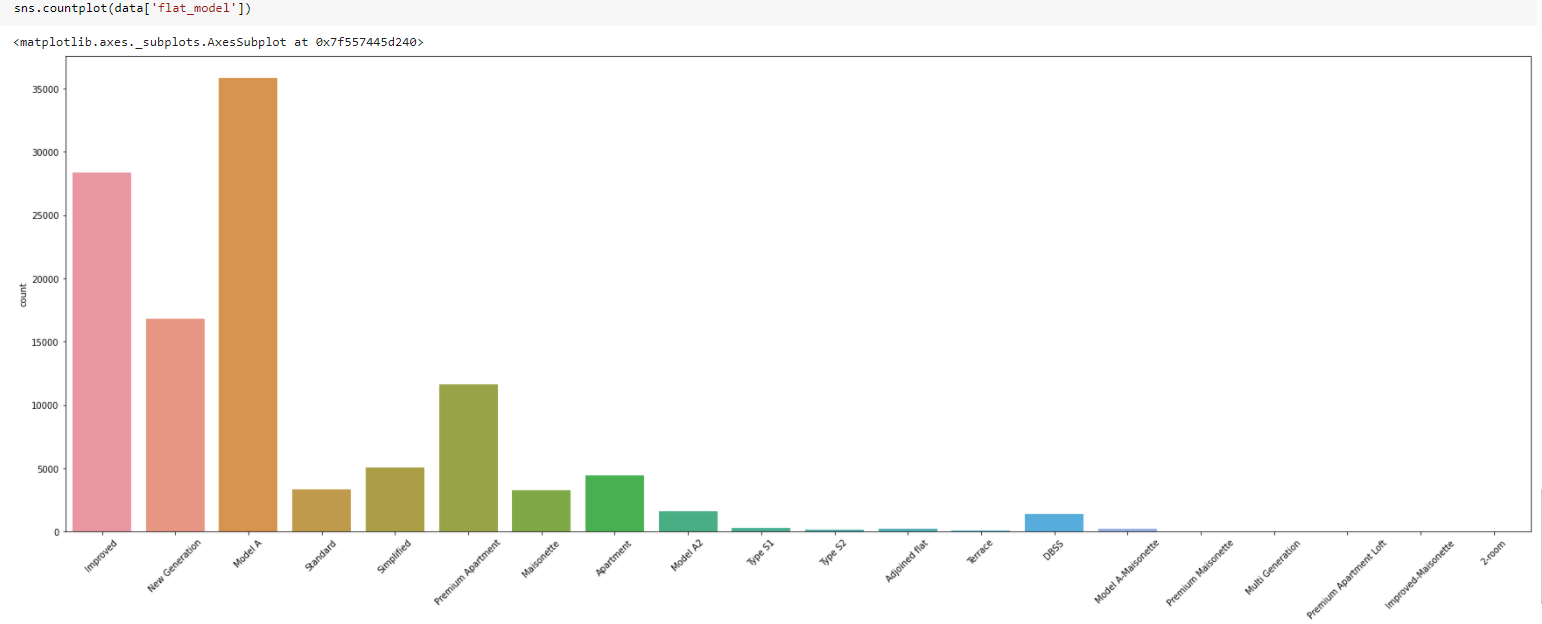 sns.countplot(data['flat_model'])
<matplotlib.axes._subplots.AxesSubplot at 0x7f557445d240>
35000
30000
25000
20000
15000
10000
5000
0
count
Improved
New Generation
Model A
Standard
Simplified
Premium Apartment
Maisonette
Apartment
Model A2
Type S1
Type S2
Adjoined flat
Terrace
DBSS
Model A-Maisonette
Premium Maisonette
Multi Generation
Premium Apartment Loft
Improved-Maisonette
2-room